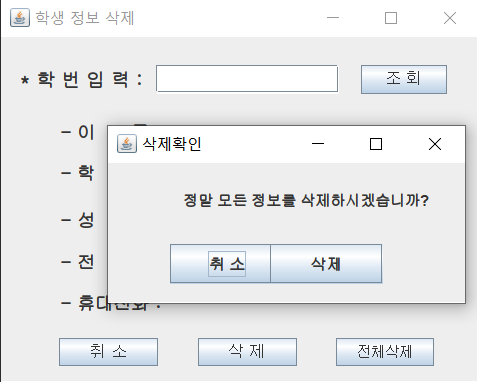 학생 정보 삭제
* 학 번 입 력 :
조 회
- 이
삭제확인
- 학
정말 모든 정보를 삭제하시겠습니까?
- 성
취 소
삭제
- 전
- 휴대전화 :
취 소
삭 제
전체삭제